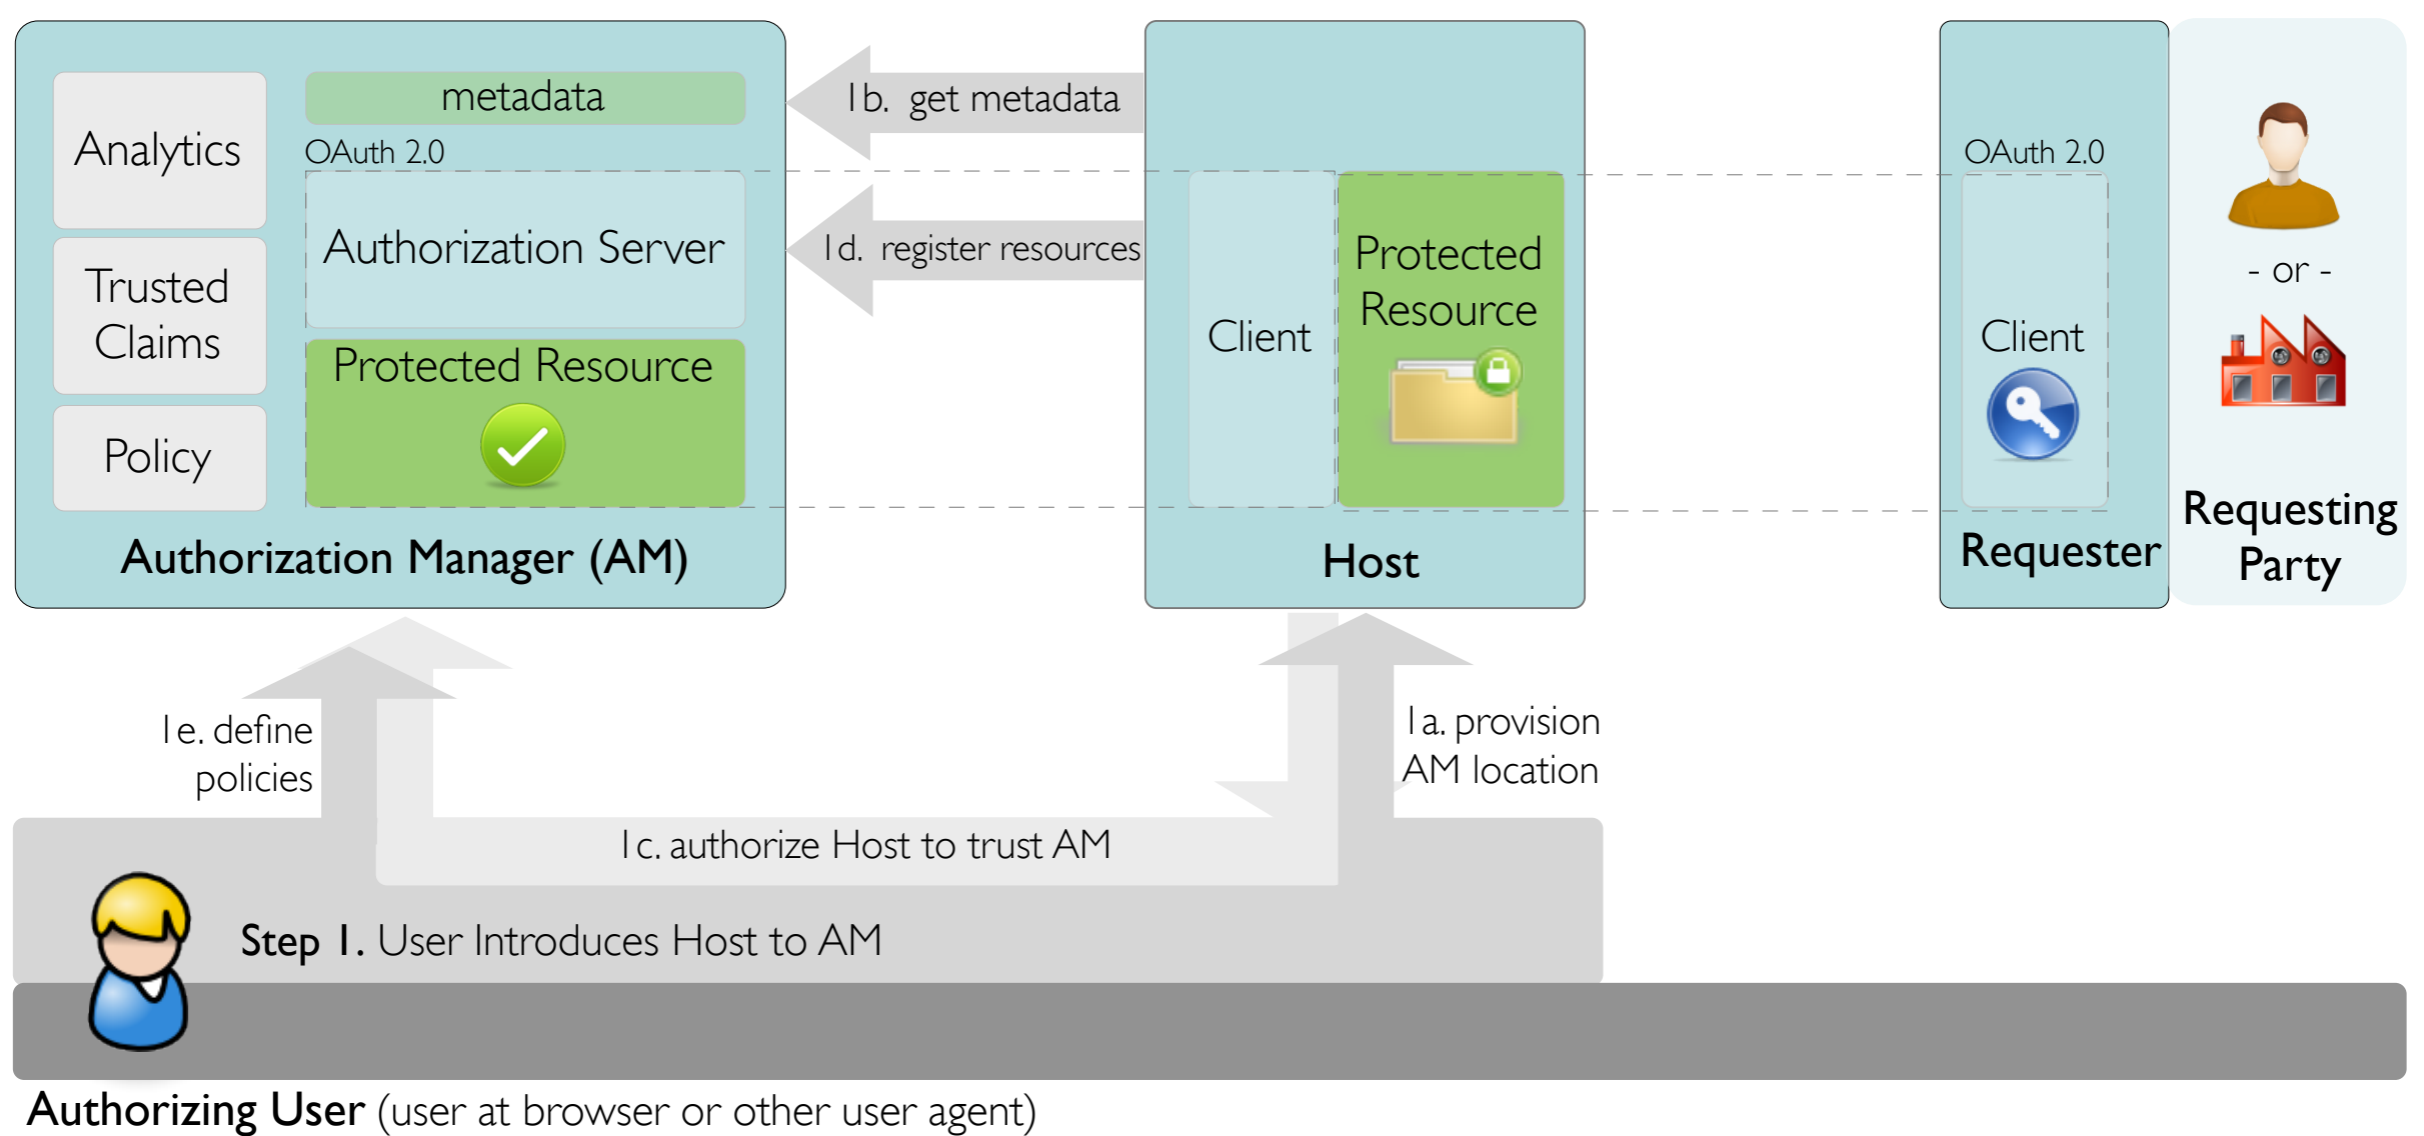 Analytics
Trusted
Claims
Policy
metadata
OAuth 2.0
Authorization Server
Protected Resource
Authorization Manager (AM)
1b. get metadata
1d. register resources
Client
Protected
Resource
Host
OAuth 2.0
Client
Requester
- or -
Requesting
Party
1e. define
policies
1c. authorize Host to trust AM
1a. provision
AM location
Step 1. User Introduces Host to AM
Authorizing User (user at browser or other user agent)